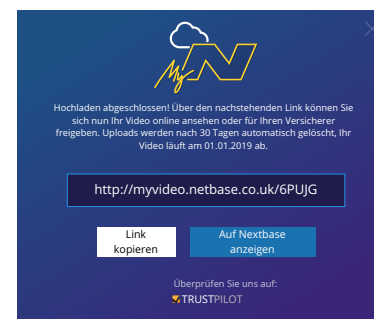 MyN
Hochladen abgeschlossen! Über den nachstehenden Link können Sie
sich nun Ihr Video online ansehen oder für Ihren Versicherer
freigeben. Uploads werden nach 30 Tagen automatisch gelöscht, Ihr
Video läuft am 01.01.2019 ab.
http://myvideo.netbase.co.uk/6PUJG
Link
kopieren
Auf Nextbase
anzeigen
Überprüfen Sie uns auf:
TRUSTPILOT